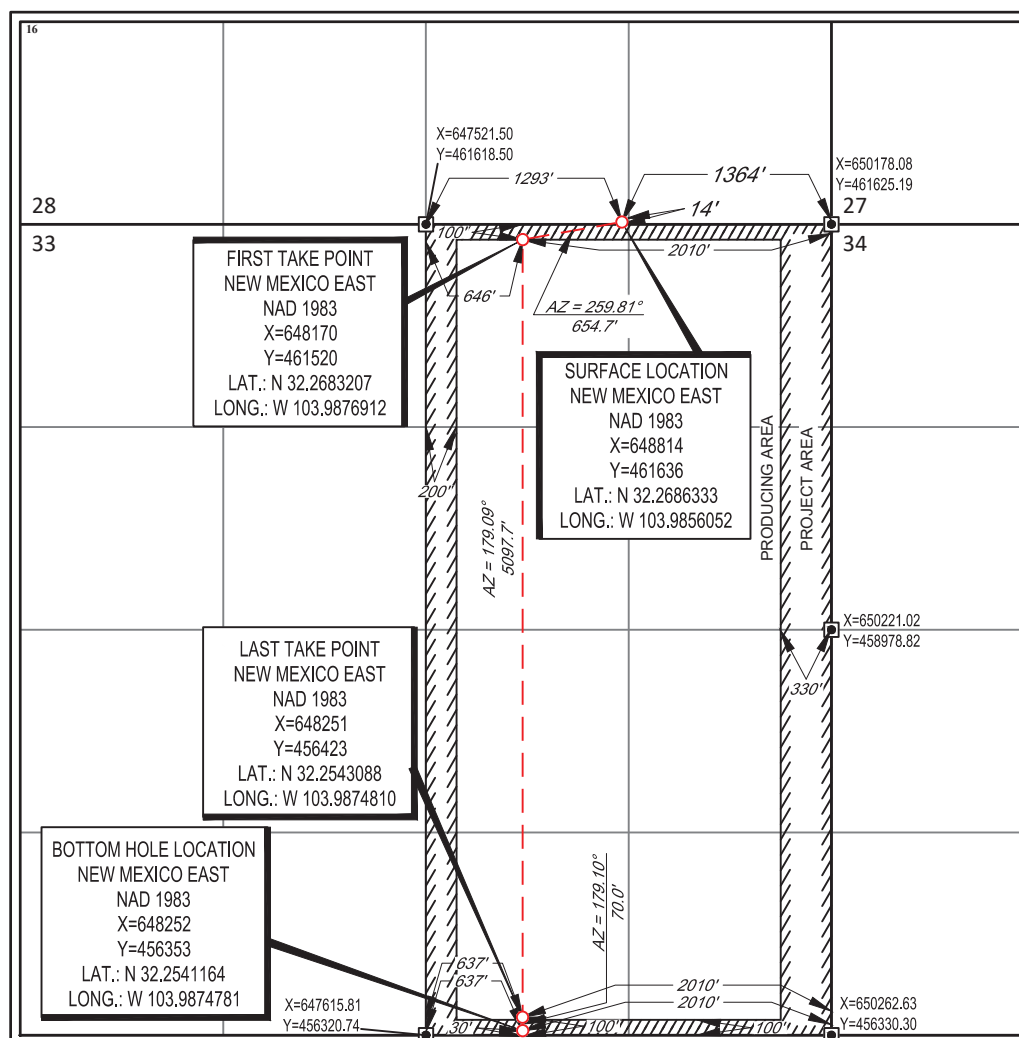 16
X=647521.50
Y=461618.50
X=650178.08
Y=461625.19
1293'
1364'
28
27
14'
33
34
100'
2010'
646'
AZ = 259.81°
654.7'
FIRST TAKE POINT
NEW MEXICO EAST
NAD 1983
X=648170
Y=461520
LAT.: N 32.2683207
LONG.: W 103.9876912
SURFACE LOCATION
NEW MEXICO EAST
NAD 1983
X=648814
Y=461636
LAT.: N 32.2686333
LONG.: W 103.9856052
200'
AZ = 179.09°
5097.7'
PRODUCING AREA
PROJECT AREA
X=650221.02
Y=458978.82
330'
LAST TAKE POINT
NEW MEXICO EAST
NAD 1983
X=648251
Y=456423
LAT.: N 32.2543088
LONG.: W 103.9874810
BOTTOM HOLE LOCATION
NEW MEXICO EAST
NAD 1983
X=648252
Y=456353
LAT.: N 32.2541164
LONG.: W 103.9874781
AZ = 179.10°
70.0'
637'
637'
2010'
2010'
X=647615.81
Y=456320.74
X=650262.63
Y=456330.30
30'
100'
100'